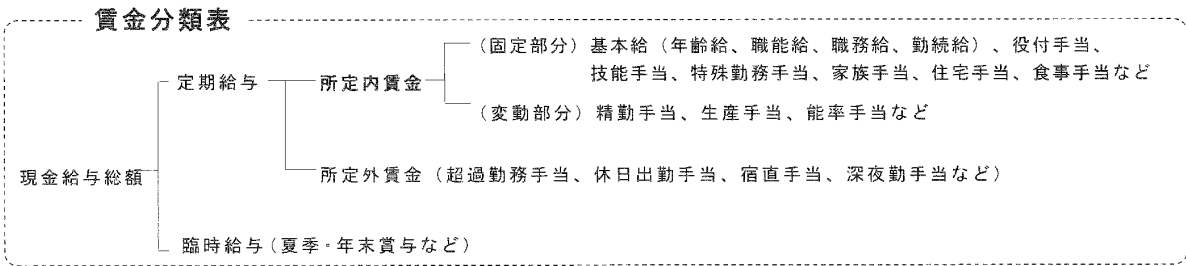 賃金分類表
(固定部分)基本給(年齢給、職能給、職務給、勤続給)、役付手当、
技能手当、特殊勤務手当、家族手当、住宅手当、食事手当など
定期給与
所定内賃金
(変動部分)精勤手当、生産手当、能率手当など
現金給与総額
所定外賃金(超過勤務手当、休日出勤手当、宿直手当、深夜勤手当など)
臨時給与(夏季・年末賞与など)